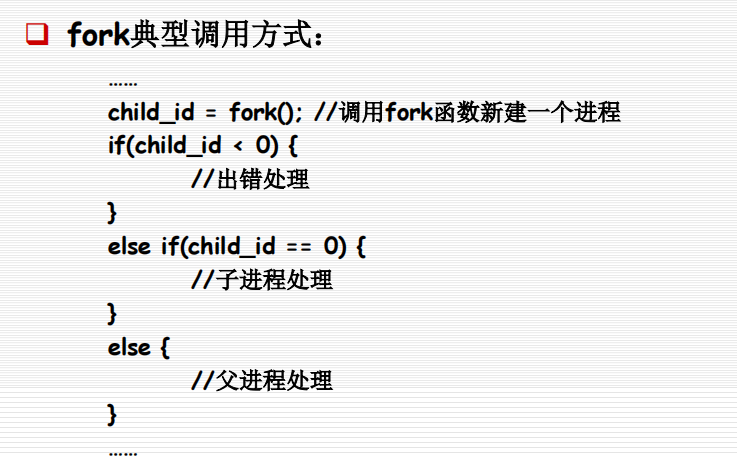 fork典型调用方式：
……
child_id = fork(); //调用fork函数新建一个进程
if(child_id < 0) {
//出错处理
}
else if(child_id == 0) {
//子进程处理
}
else {
//父进程处理
}
……